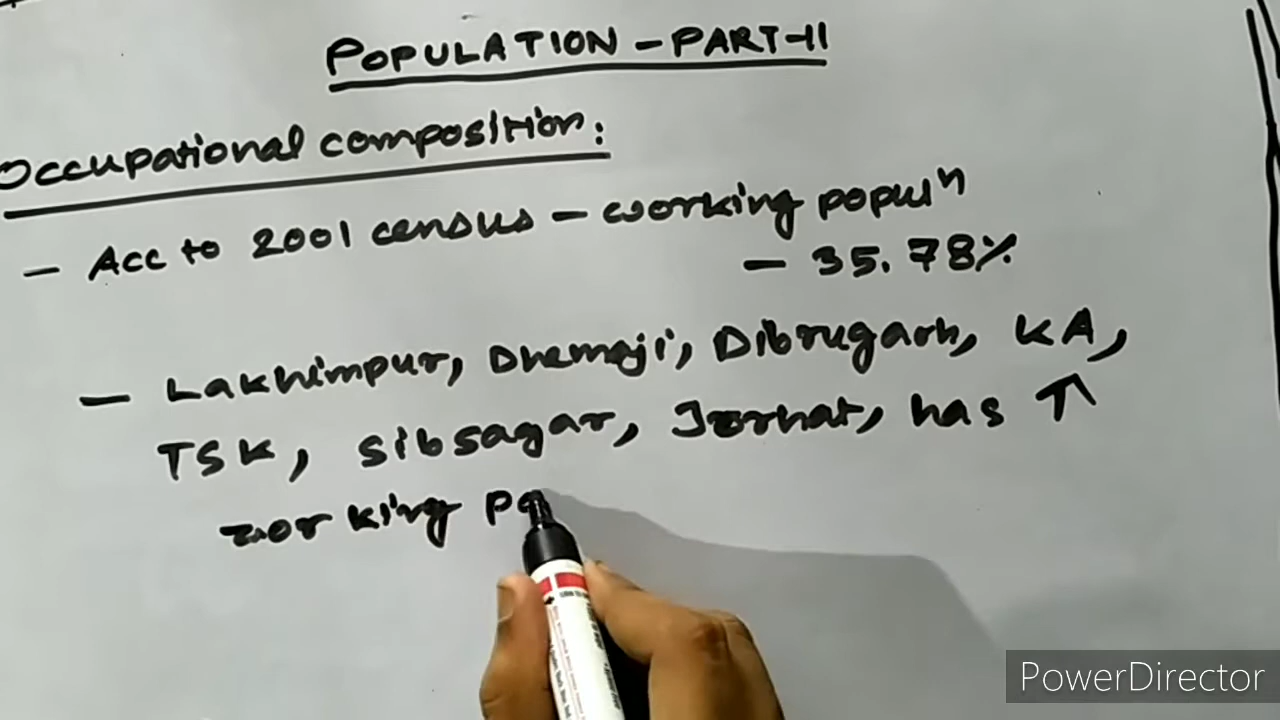 POPULATION - PART-II
Occupational composition:
- Acc to 2001 census - working populⁿ
- 35.78%
- Lakhimpur, Dhemaji, Dibrugarh, KA,
TSK, Sibsagar, Jorhat, has ↑
working Po
PowerDirector